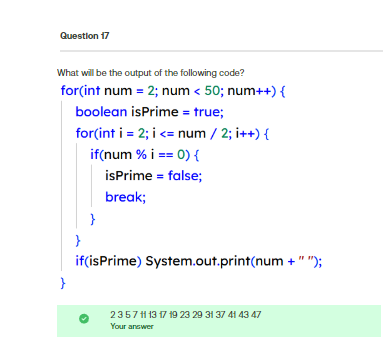 Question 17
What will be the output of the following code?
for(int num = 2; num < 50; num++) {
boolean isPrime = true;
for(int i = 2; i <= num / 2; i++) {
if(num % i == 0) {
isPrime = false;
break;
}
}
if(isPrime) System.out.print(num + " ");
}
2 3 5 7 11 13 17 19 23 29 31 37 41 43 47
Your answer